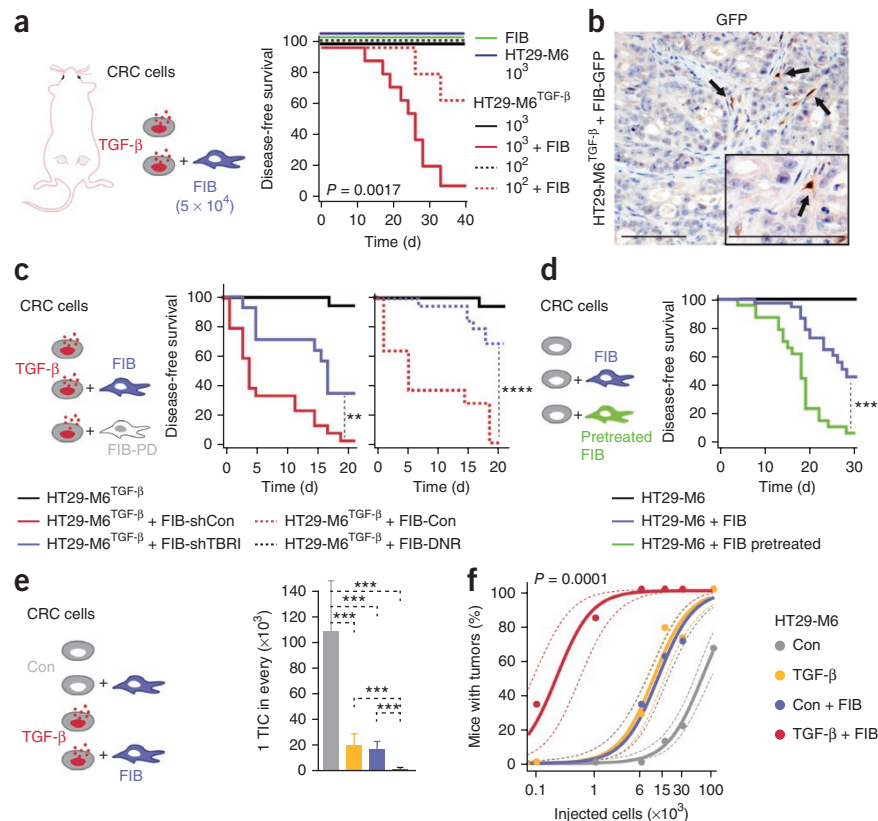 a
CRC cells
TGF-β
+
FIB
(5 × 10⁴)
Disease-free survival
100
80
60
40
20
0
P = 0.0017
0 10 20 30 40
Time (d)
FIB
HT29-M6
10³
HT29-M6^TGF-β
10³
10³ + FIB
10²
10² + FIB
b
GFP
HT29-M6^TGF-β + FIB-GFP
c
CRC cells
TGF-β
+
FIB
+
FIB-PD
Disease-free survival
100
80
60
40
20
0
**
0 5 10 15 20
Time (d)
100
80
60
40
20
0
****
0 5 10 15 20
Time (d)
HT29-M6^TGF-β
HT29-M6^TGF-β + FIB-shCon
HT29-M6^TGF-β + FIB-shTBRI
HT29-M6^TGF-β + FIB-Con
HT29-M6^TGF-β + FIB-DNR
d
CRC cells
FIB
+
+
Pretreated
FIB
Disease-free survival
100
80
60
40
20
0
***
0 10 20 30
Time (d)
HT29-M6
HT29-M6 + FIB
HT29-M6 + FIB pretreated
e
CRC cells
Con
+
TGF-β
+
FIB
1 TIC in every (×10³)
140
120
100
80
60
40
20
0
***
***
***
***
***
f
Mice with tumors (%)
100
80
60
40
20
0
P = 0.0001
0.1 1 6 15 30 100
Injected cells (×10³)
HT29-M6
Con
TGF-β
Con + FIB
TGF-β + FIB